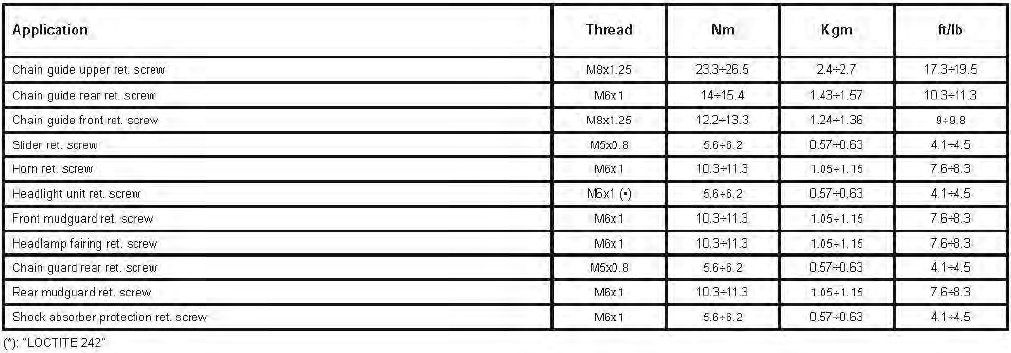 Application Thread Nm Kgm ft/lb
Chain guide upper ret. screw M8x1.25 23.3÷26.5 2.4÷2.7 17.3÷19.5
Chain guide rear ret. screw M6x1 14÷15.4 1.43÷1.57 10.3÷11.3
Chain guide front ret. screw M8x1.25 12.2÷13.3 1.24÷1.36 9÷9.8
Slider ret. screw M5x0.8 5.6÷6.2 0.57÷0.63 4.1÷4.5
Horn ret. screw M6x1 10.3÷11.3 1.05÷1.15 7.6÷8.3
Headlight unit ret. screw M6x1 (•) 5.6÷6.2 0.57÷0.63 4.1÷4.5
Front mudguard ret. screw M6x1 10.3÷11.3 1.05÷1.15 7.6÷8.3
Headlamp fairing ret. screw M6x1 10.3÷11.3 1.05÷1.15 7.6÷8.3
Chain guard rear ret. screw M5x0.8 5.6÷6.2 0.57÷0.63 4.1÷4.5
Rear mudguard ret. screw M6x1 10.3÷11.3 1.05÷1.15 7.6÷8.3
Shock absorber protection ret. screw M6x1 5.6÷6.2 0.57÷0.63 4.1÷4.5
(*): "LOCTITE 242"